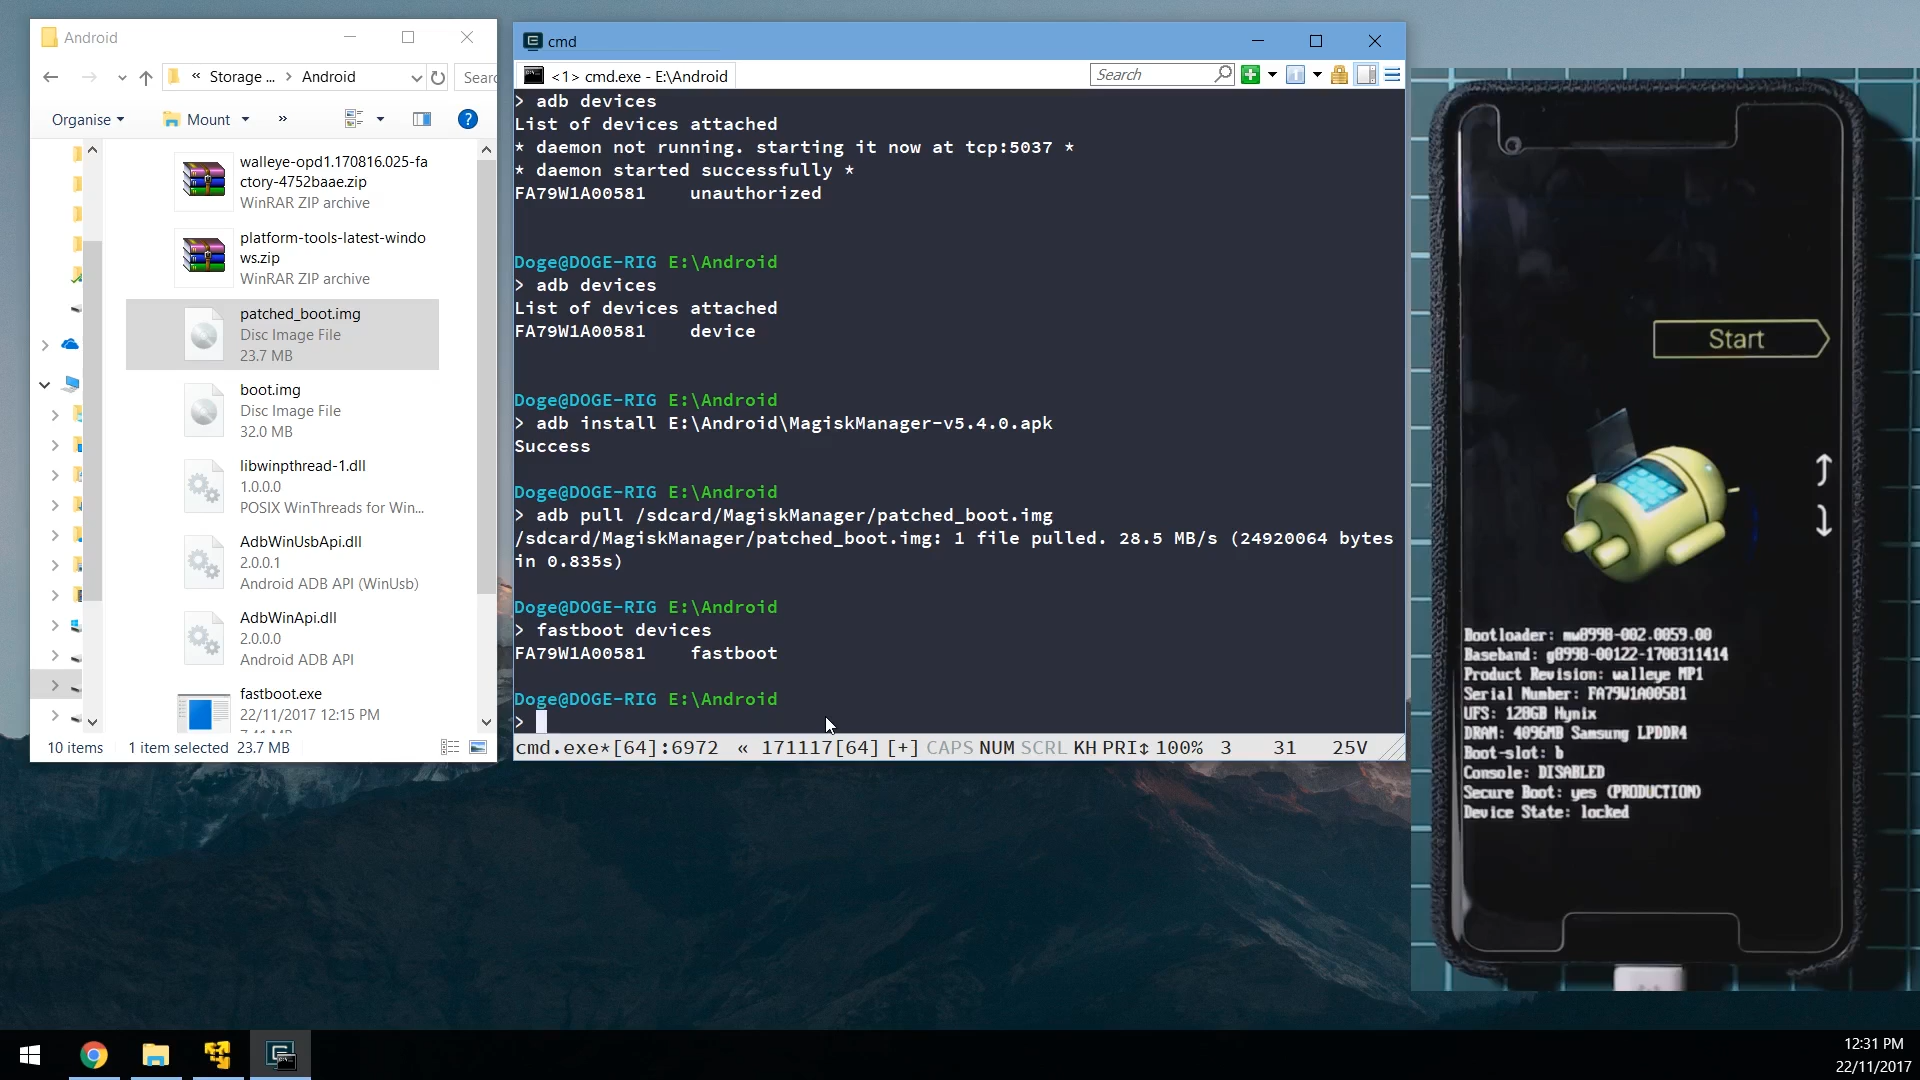 Android
« Storage ... > Android
Searc
Organise
Mount
»
?
walleye-opd1.170816.025-fa
ctory-4752baae.zip
WinRAR ZIP archive
platform-tools-latest-windo
ws.zip
WinRAR ZIP archive
patched_boot.img
Disc Image File
23.7 MB
boot.img
Disc Image File
32.0 MB
libwinpthread-1.dll
1.0.0.0
POSIX WinThreads for Win...
AdbWinUsbApi.dll
2.0.0.1
Android ADB API (WinUsb)
AdbWinApi.dll
2.0.0.0
Android ADB API
fastboot.exe
22/11/2017 12:15 PM
10 items 1 item selected 23.7 MB
cmd
<1> cmd.exe - E:\Android
Search
> adb devices
List of devices attached
* daemon not running. starting it now at tcp:5037 *
* daemon started successfully *
FA79W1A00581 unauthorized
Doge@DOGE-RIG E:\Android
> adb devices
List of devices attached
FA79W1A00581 device
Doge@DOGE-RIG E:\Android
> adb install E:\Android\MagiskManager-v5.4.0.apk
Success
Doge@DOGE-RIG E:\Android
> adb pull /sdcard/MagiskManager/patched_boot.img
/sdcard/MagiskManager/patched_boot.img: 1 file pulled. 28.5 MB/s (24920064 bytes
in 0.835s)
Doge@DOGE-RIG E:\Android
> fastboot devices
FA79W1A00581 fastboot
Doge@DOGE-RIG E:\Android
>
cmd.exe*[64]:6972 « 171117[64] [+] CAPS NUM SCRL KH PRI↕ 100% 3 31 25V
Start
Bootloader: mw8998-002.0059.00
Baseband: g8998-00122-1708311414
Product Revision: walleye MP1
Serial Number: FA79W1A00581
UFS: 128GB Hynix
DRAM: 4096MB Samsung LPDDR4
Boot-slot: b
Console: DISABLED
Secure Boot: yes (PRODUCTION)
Device State: locked
12:31 PM
22/11/2017